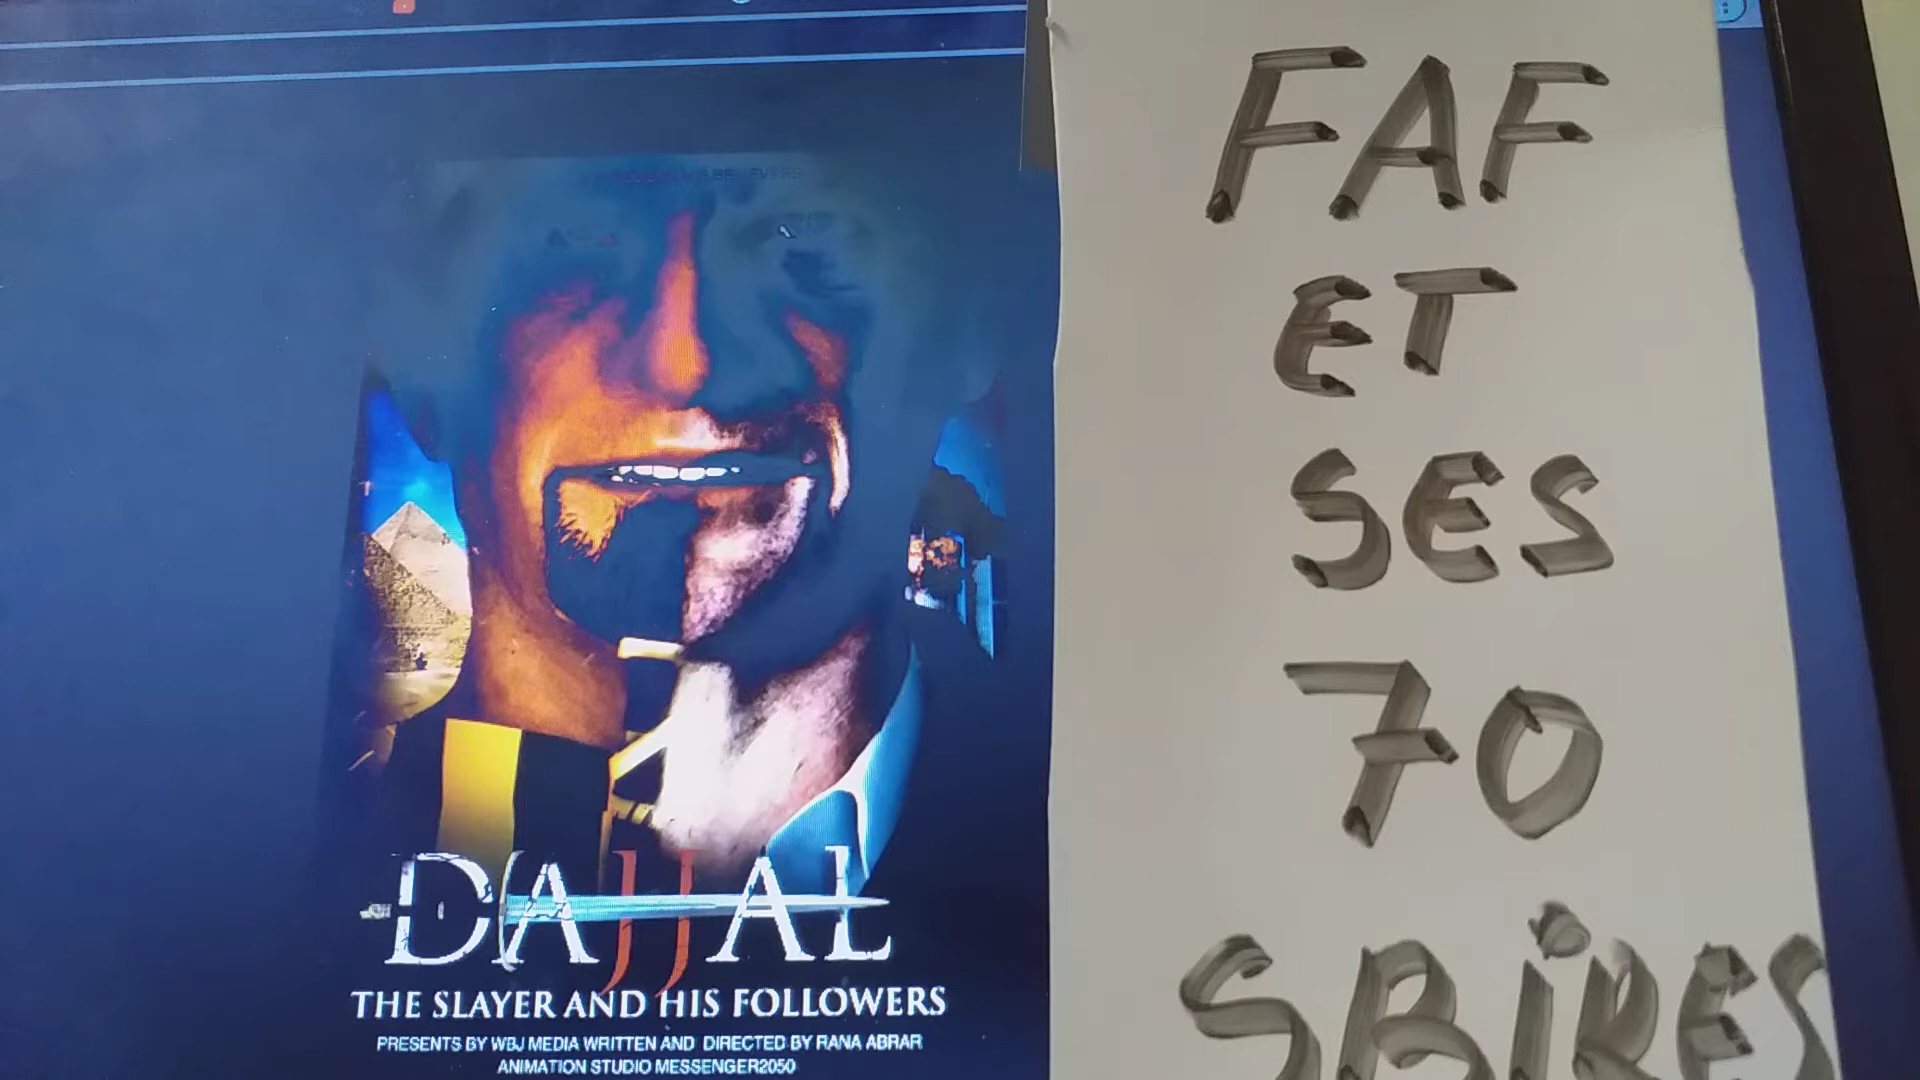 DAJJAL
THE SLAYER AND HIS FOLLOWERS
PRESENTS BY WBJ MEDIA WRITTEN AND DIRECTED BY RANA ABRAR
ANIMATION STUDIO MESSENGER2050
FAF
ET
SES
70
SBIRES